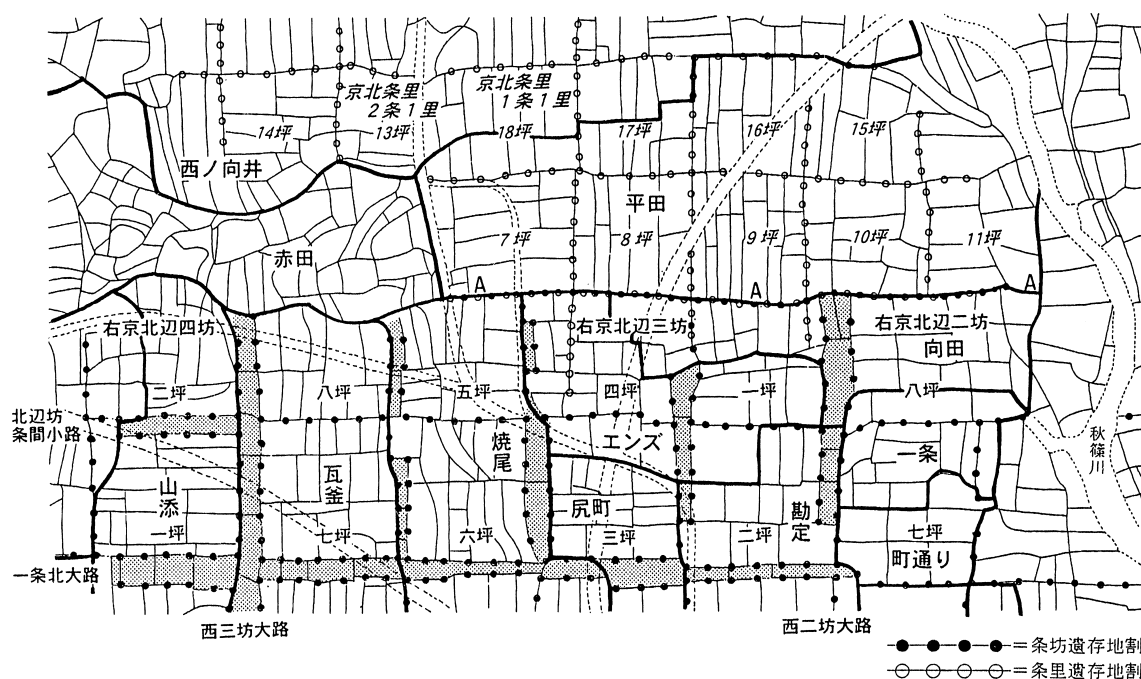 京北条里
2条1里
京北条里
1条1里
14坪
13坪
18坪
17坪
16坪
15坪
西ノ向井
平田
赤田
7坪
8坪
9坪
10坪
11坪
A
A
A
右京北辺四坊
右京北辺三坊
右京北辺二坊
向田
二坪
八坪
五坪
四坪
一坪
八坪
北辺坊
条間小路
焼尾
エンズ
一条
秋篠川
山添
瓦釜
尻町
勘定
一坪
七坪
六坪
三坪
二坪
七坪
町通り
一条北大路
西三坊大路
西二坊大路
=条坊遺存地割
=条里遺存地割